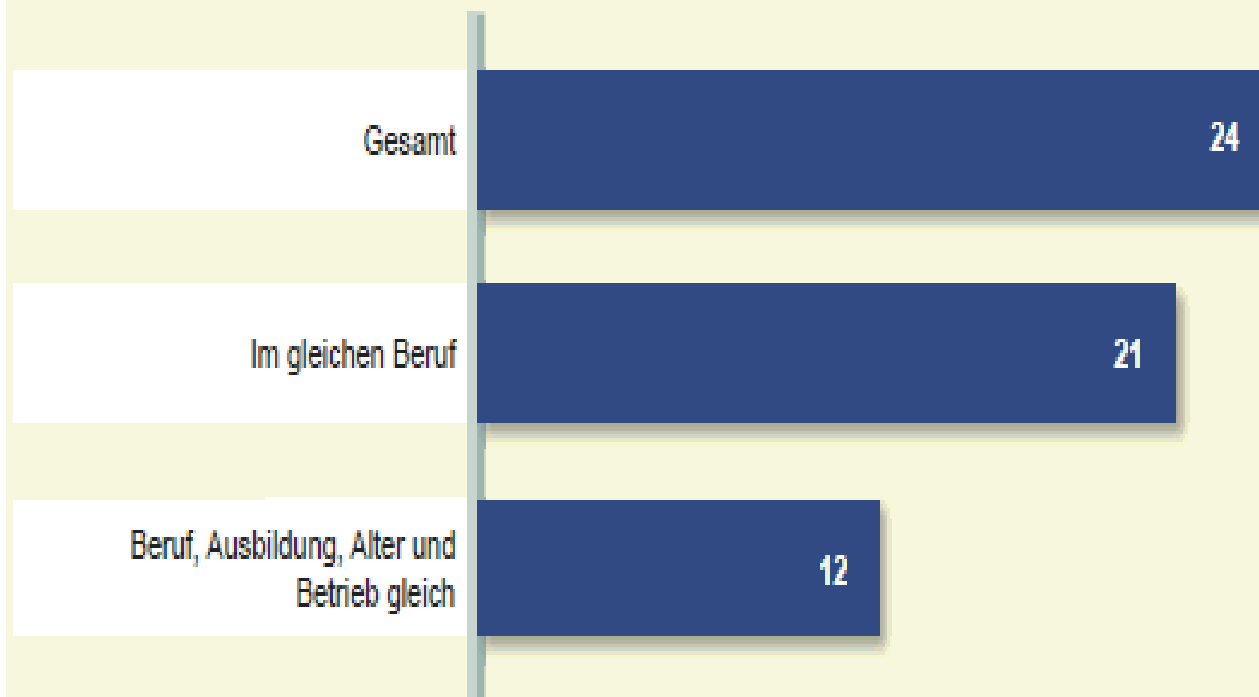 Gesamt
24
Im gleichen Beruf
21
Beruf, Ausbildung, Alter und
Betrieb gleich
12